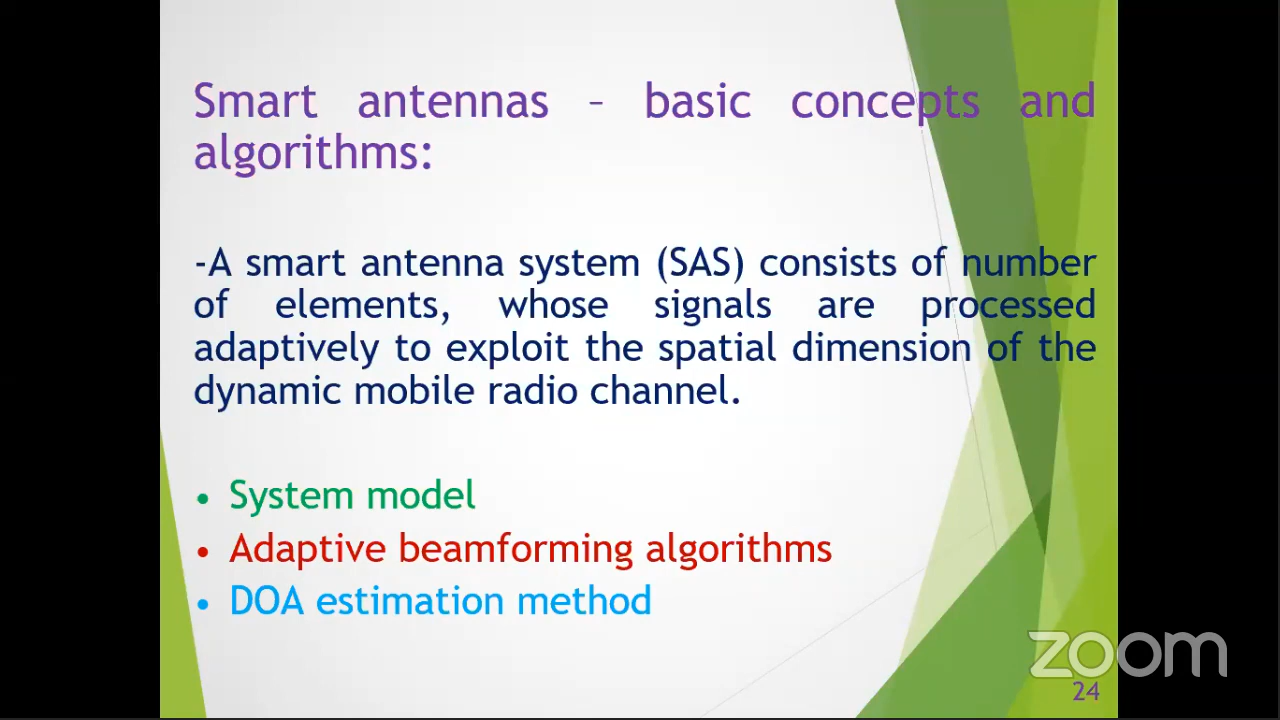 Smart antennas – basic concepts and
algorithms:
-A smart antenna system (SAS) consists of number
of elements, whose signals are processed
adaptively to exploit the spatial dimension of the
dynamic mobile radio channel.
• System model
• Adaptive beamforming algorithms
• DOA estimation method
zoom
24